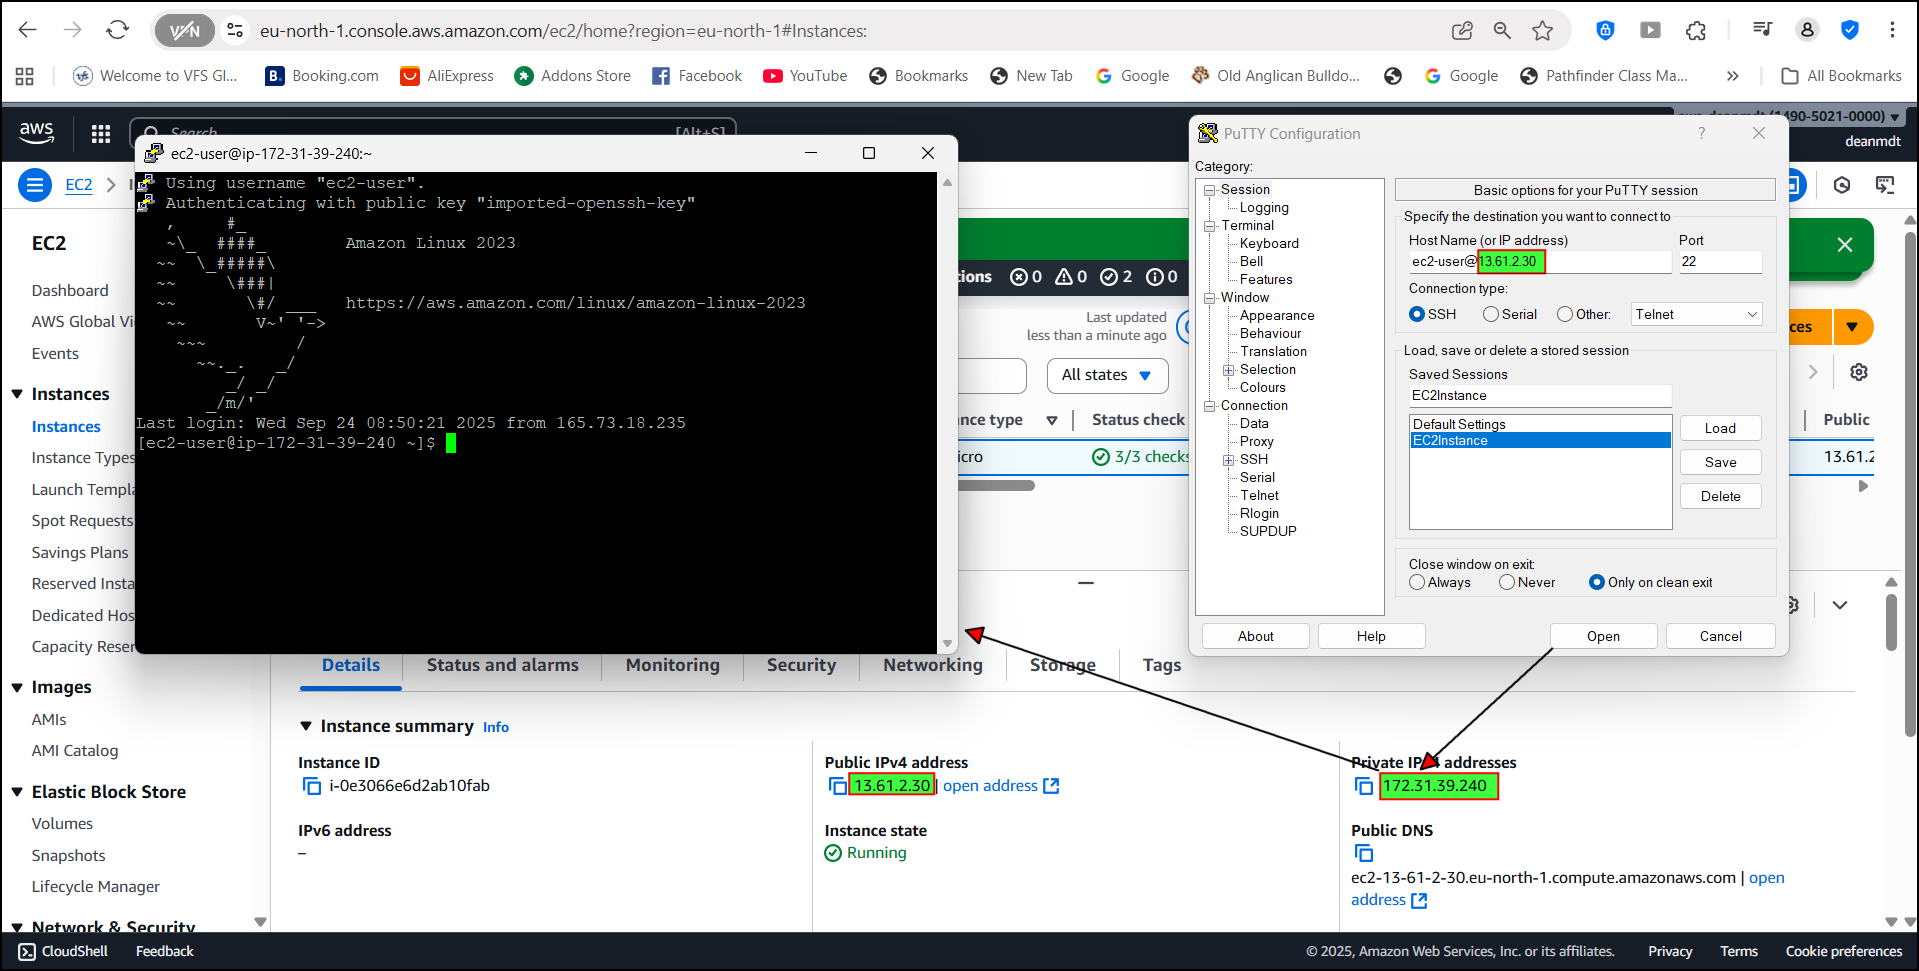 VPN
eu-north-1.console.aws.amazon.com/ec2/home?region=eu-north-1#Instances:
Welcome to VFS Gl...
B.
Booking.com
AliExpress
Addons Store
Facebook
YouTube
Bookmarks
New Tab
Google
Old Anglican Bulldo...
Google
Pathfinder Class Ma...
»
All Bookmarks
aws
Search
[Alt+S]
(1490-5021-0000)
deanmdt
EC2
ec2-user@ip-172-31-39-240:~
Using username "ec2-user".
Authenticating with public key "imported-openssh-key"
   ,     #_
   ~\_  ####_        Amazon Linux 2023
  ~~  \_#####\
  ~~     \###|
  ~~       \#/ ___   https://aws.amazon.com/linux/amazon-linux-2023
   ~~       V~' '->
    ~~~         /
      ~~._.   _/
         _/ _/
       _/m/'
Last login: Wed Sep 24 08:50:21 2025 from 165.73.18.235
[ec2-user@ip-172-31-39-240 ~]$
PuTTY Configuration
?
Category:
Session
Logging
Terminal
Keyboard
Bell
Features
Window
Appearance
Behaviour
Translation
Selection
Colours
Connection
Data
Proxy
SSH
Serial
Telnet
Rlogin
SUPDUP
Basic options for your PuTTY session
Specify the destination you want to connect to
Host Name (or IP address)
Port
ec2-user@13.61.2.30
22
Connection type:
SSH
Serial
Other:
Telnet
Load, save or delete a stored session
Saved Sessions
EC2Instance
Default Settings
EC2Instance
Load
Save
Delete
Close window on exit:
Always
Never
Only on clean exit
About
Help
Open
Cancel
EC2
Dashboard
AWS Global Vi
Events
Instances
Instances
Instance Types
Launch Templa
Spot Requests
Savings Plans
Reserved Insta
Dedicated Hos
Capacity Reser
Images
AMIs
AMI Catalog
Elastic Block Store
Volumes
Snapshots
Lifecycle Manager
Network & Security
tions
0
0
2
0
Last updated
less than a minute ago
ces
All states
nce type
Status check
Public
icro
3/3 checks
13.61.2
Details
Status and alarms
Monitoring
Security
Networking
Storage
Tags
Instance summary
Info
Instance ID
i-0e3066e6d2ab10fab
Public IPv4 address
13.61.2.30 | open address
Private IPv4 addresses
172.31.39.240
IPv6 address
–
Instance state
Running
Public DNS
ec2-13-61-2-30.eu-north-1.compute.amazonaws.com | open
address
CloudShell
Feedback
© 2025, Amazon Web Services, Inc. or its affiliates.
Privacy
Terms
Cookie preferences